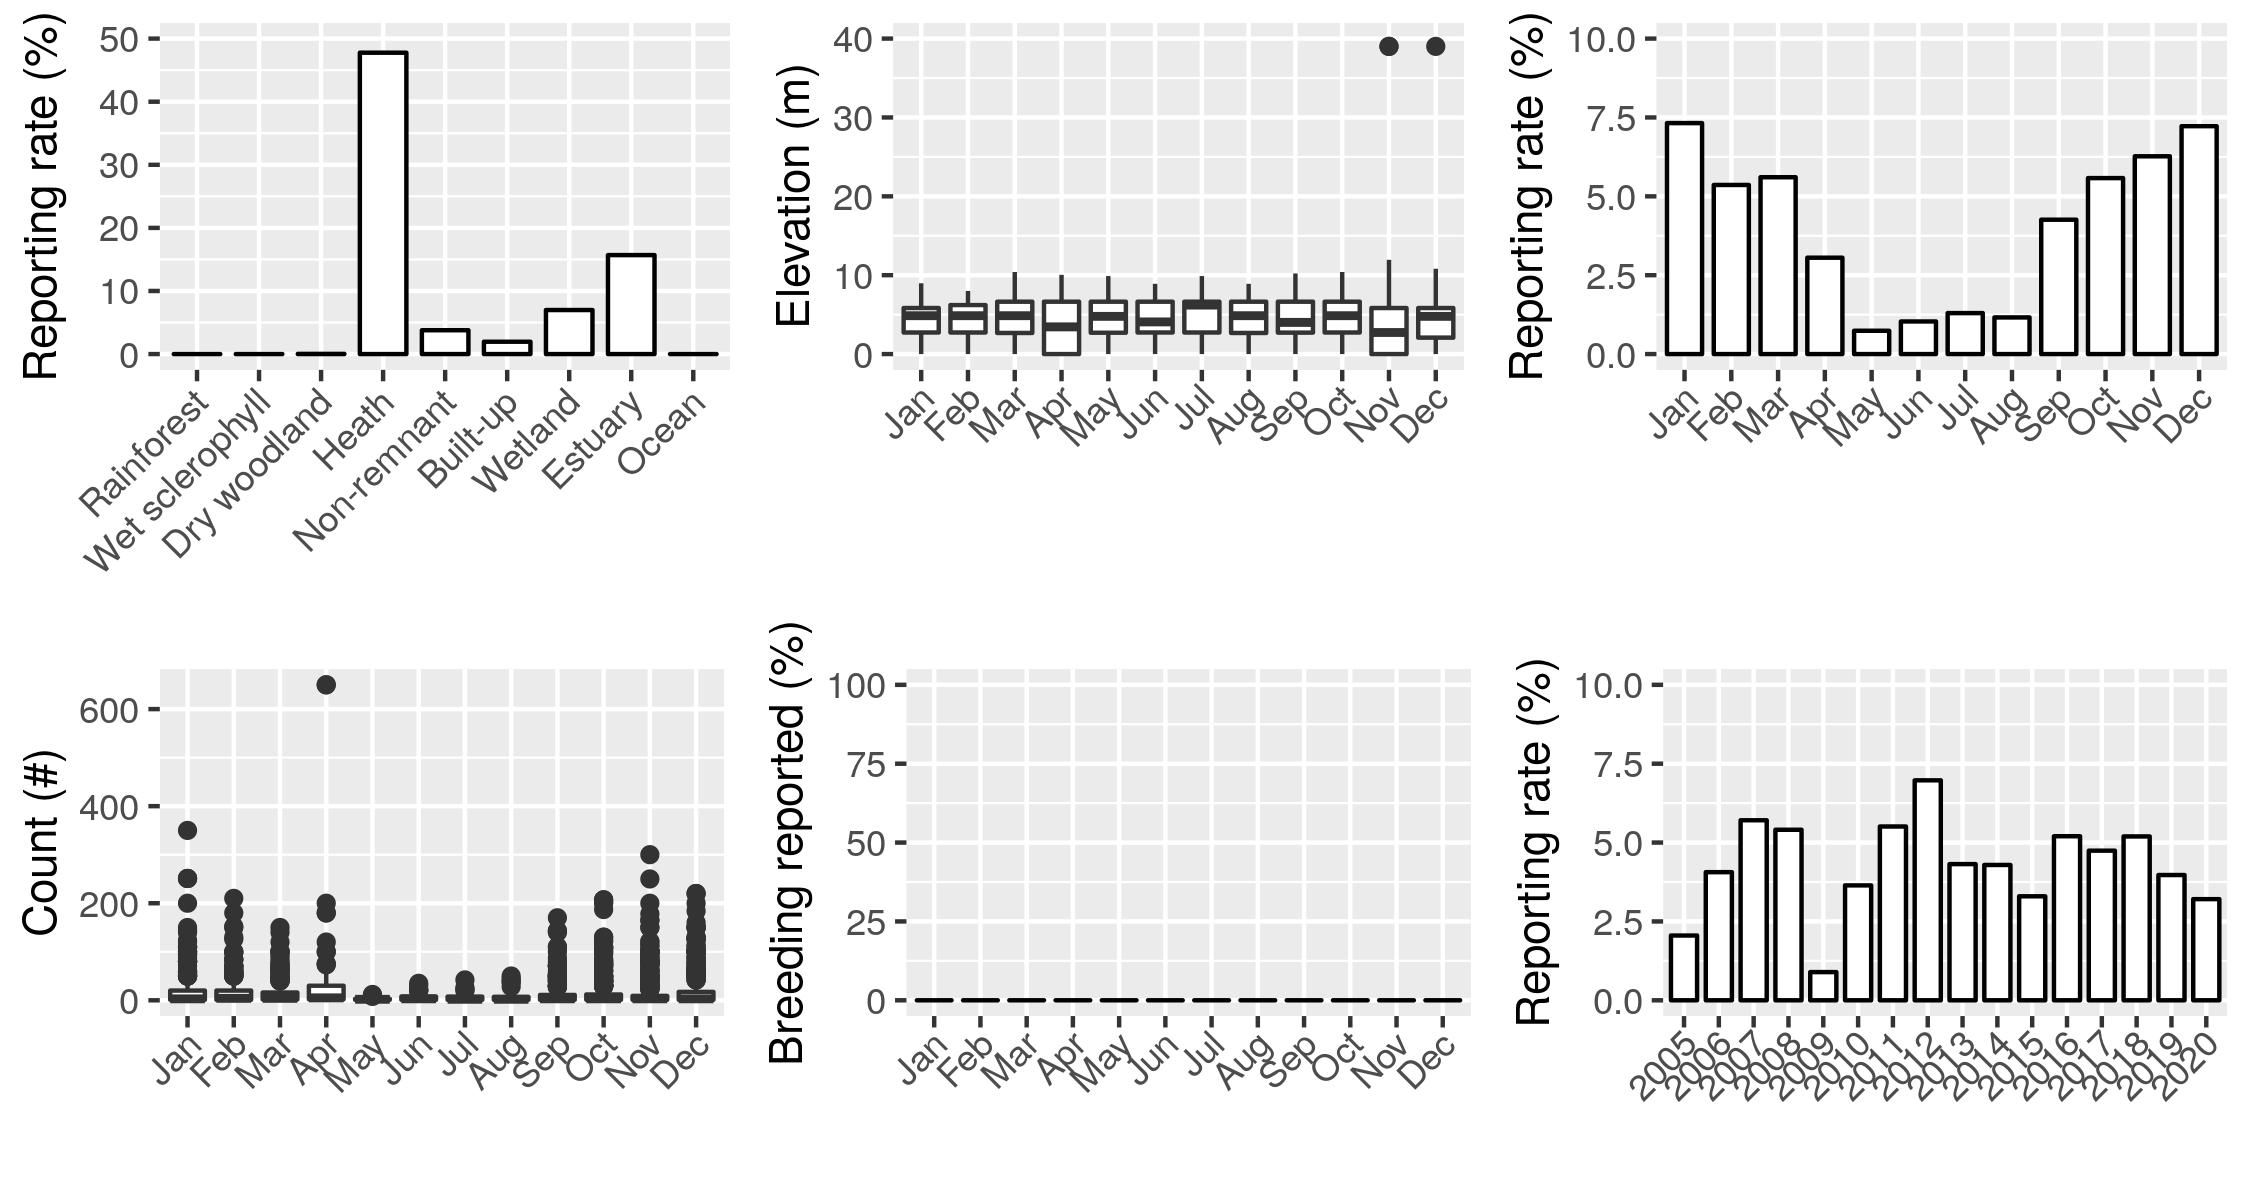 Reporting rate (%)
50
40
30
20
10
0
Rainforest
Wet sclerophyll
Dry woodland
Heath
Non-remnant
Built-up
Wetland
Estuary
Ocean
Elevation (m)
40
30
20
10
0
Jan
Feb
Mar
Apr
May
Jun
Jul
Aug
Sep
Oct
Nov
Dec
Reporting rate (%)
10.0
7.5
5.0
2.5
0.0
Jan
Feb
Mar
Apr
May
Jun
Jul
Aug
Sep
Oct
Nov
Dec
Count (#)
600
400
200
0
Jan
Feb
Mar
Apr
May
Jun
Jul
Aug
Sep
Oct
Nov
Dec
Breeding reported (%)
100
75
50
25
0
Jan
Feb
Mar
Apr
May
Jun
Jul
Aug
Sep
Oct
Nov
Dec
Reporting rate (%)
10.0
7.5
5.0
2.5
0.0
2005
2006
2007
2008
2009
2010
2011
2012
2013
2014
2015
2016
2017
2018
2019
2020